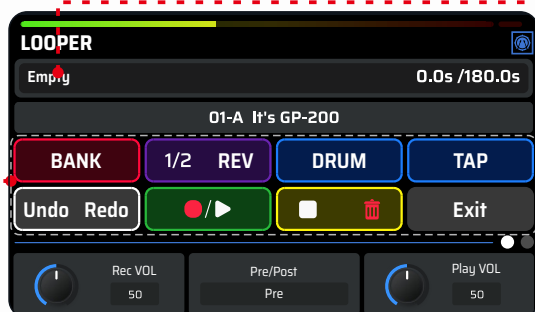 LOOPER
Empty 0.0s /180.0s
01-A It's GP-200
BANK 1/2 REV DRUM TAP
Undo Redo / Exit
Rec VOL Pre/Post Play VOL
50 Pre 50